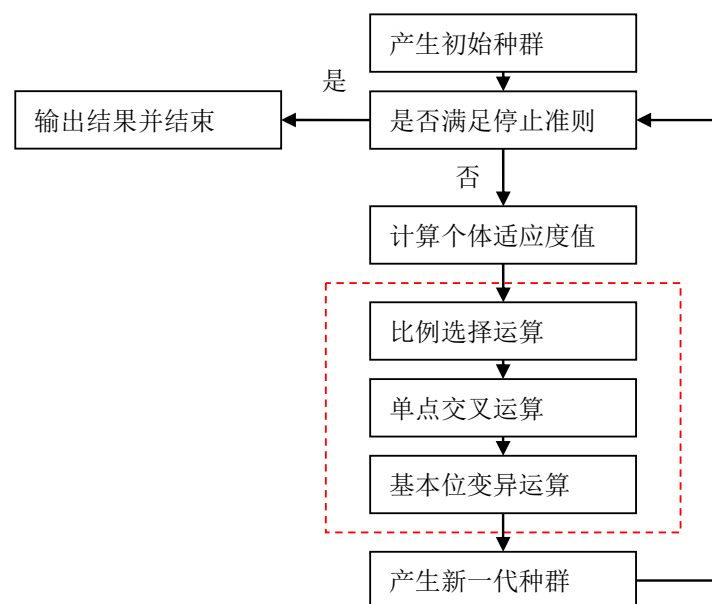 产生初始种群
是
输出结果并结束
是否满足停止准则
否
计算个体适应度值
比例选择运算
单点交叉运算
基本位变异运算
产生新一代种群